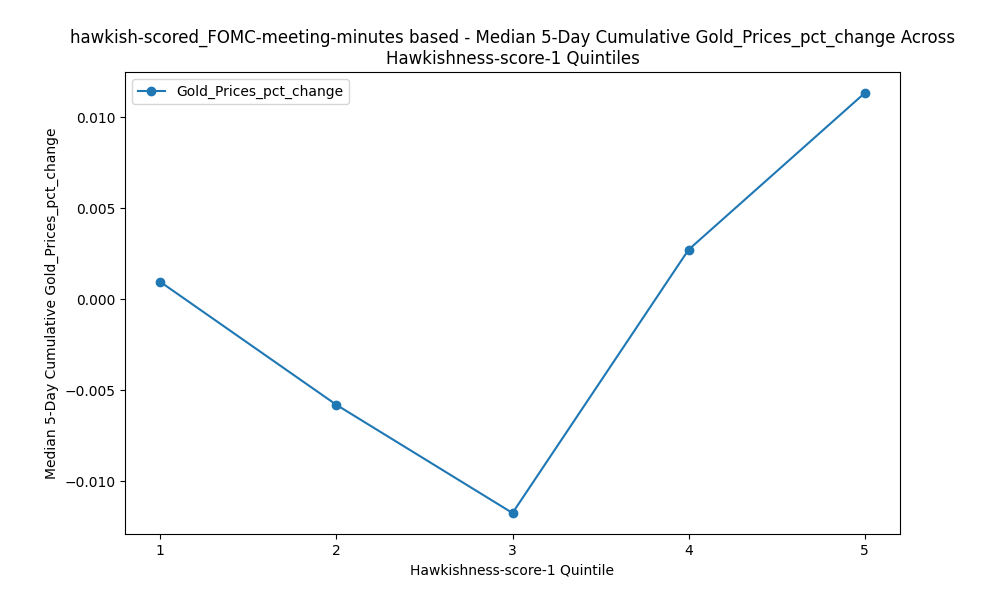 hawkish-scored_FOMC-meeting-minutes based - Median 5-Day Cumulative Gold_Prices_pct_change Across
Hawkishness-score-1 Quintiles
Gold_Prices_pct_change
Median 5-Day Cumulative Gold_Prices_pct_change
0.010
0.005
0.000
−0.005
−0.010
1 2 3 4 5
Hawkishness-score-1 Quintile